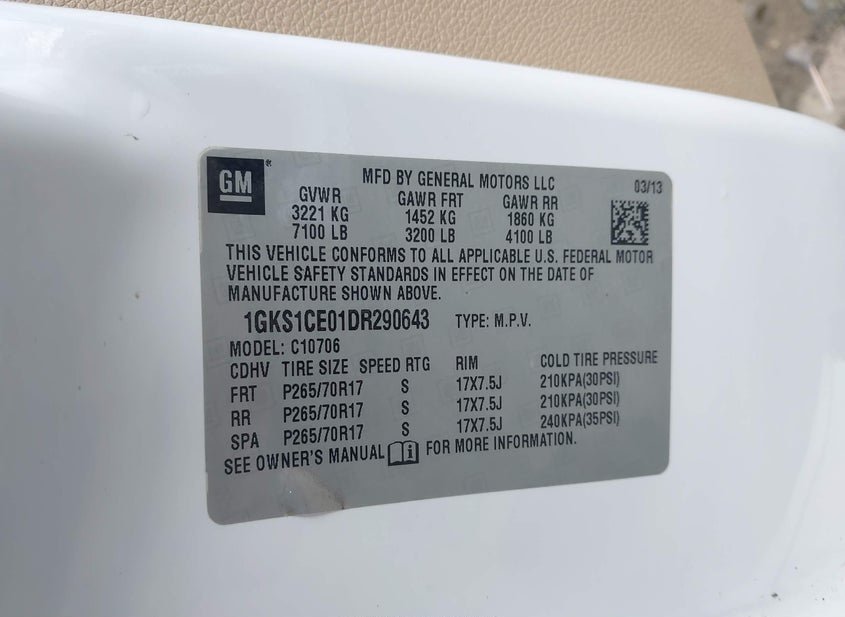 GM
MFD BY GENERAL MOTORS LLC 03/13
GVWR GAWR FRT GAWR RR
3221 KG 1452 KG 1860 KG
7100 LB 3200 LB 4100 LB
THIS VEHICLE CONFORMS TO ALL APPLICABLE U.S. FEDERAL MOTOR
VEHICLE SAFETY STANDARDS IN EFFECT ON THE DATE OF
MANUFACTURE SHOWN ABOVE.
1GKS1CE01DR290643 TYPE: M.P.V.
MODEL: C10706
CDHV TIRE SIZE SPEED RTG RIM COLD TIRE PRESSURE
FRT P265/70R17 S 17X7.5J 210KPA(30PSI)
RR P265/70R17 S 17X7.5J 210KPA(30PSI)
SPA P265/70R17 S 17X7.5J 240KPA(35PSI)
SEE OWNER'S MANUAL i FOR MORE INFORMATION.